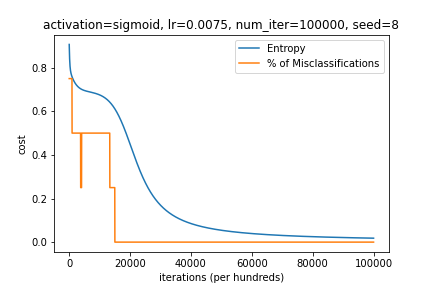 activation=sigmoid, lr=0.0075, num_iter=100000, seed=8
Entropy
% of Misclassifications
cost
0.8
0.6
0.4
0.2
0.0
0 20000 40000 60000 80000 100000
iterations (per hundreds)